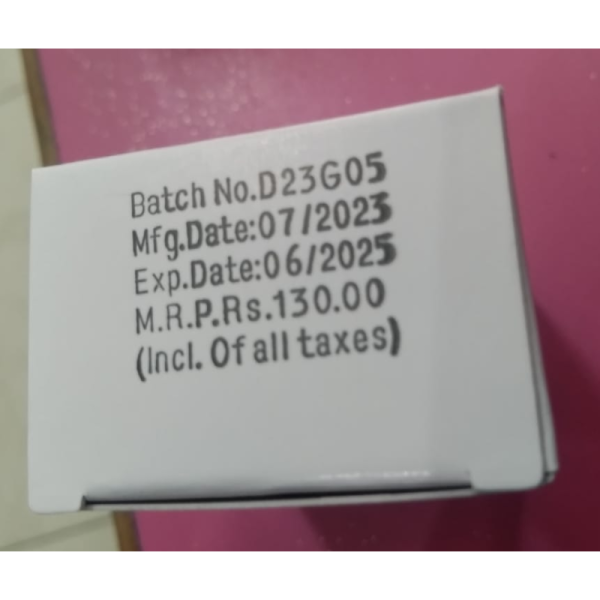 Batch No.D23G05
Mfg.Date:07/2023
Exp.Date:06/2025
M.R.P.Rs.130.00
(Incl. Of all taxes)